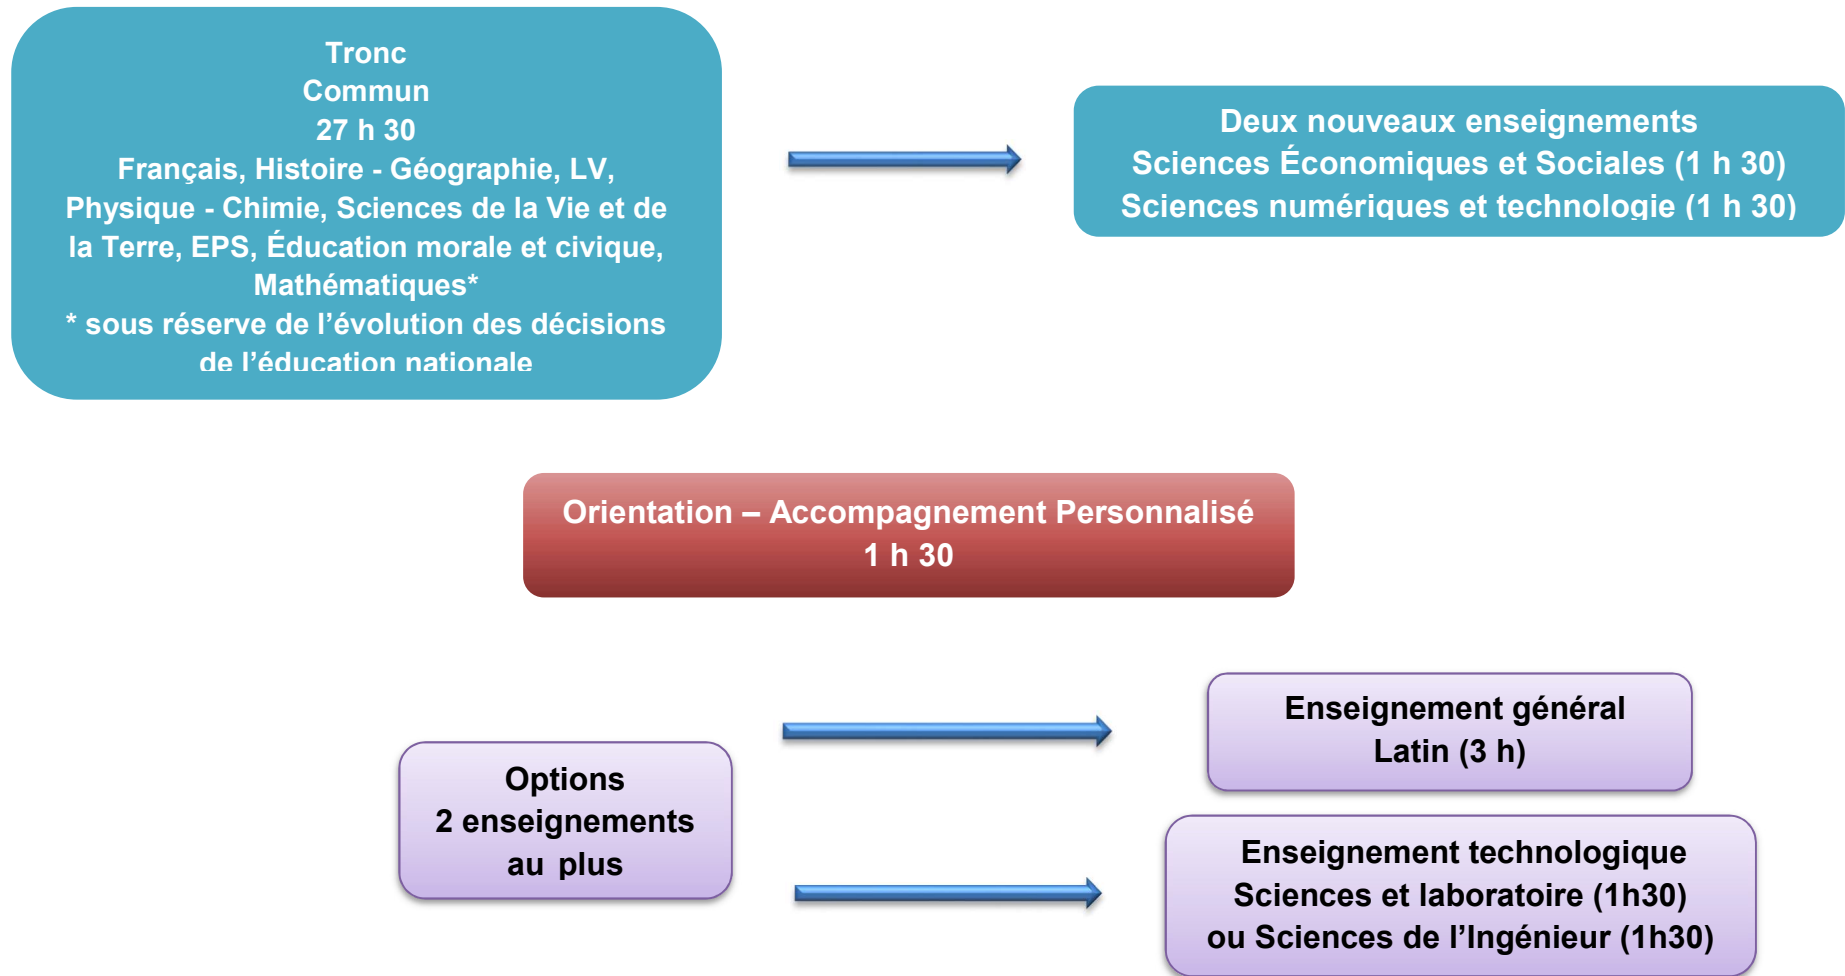 Tronc
Commun
27 h 30
Français, Histoire - Géographie, LV,
Physique - Chimie, Sciences de la Vie et de
la Terre, EPS, Éducation morale et civique,
Mathématiques*
* sous réserve de l’évolution des décisions
de l’éducation nationale
Deux nouveaux enseignements
Sciences Économiques et Sociales (1 h 30)
Sciences numériques et technologie (1 h 30)
Orientation – Accompagnement Personnalisé
1 h 30
Options
2 enseignements
au plus
Enseignement général
Latin (3 h)
Enseignement technologique
Sciences et laboratoire (1h30)
ou Sciences de l’Ingénieur (1h30)